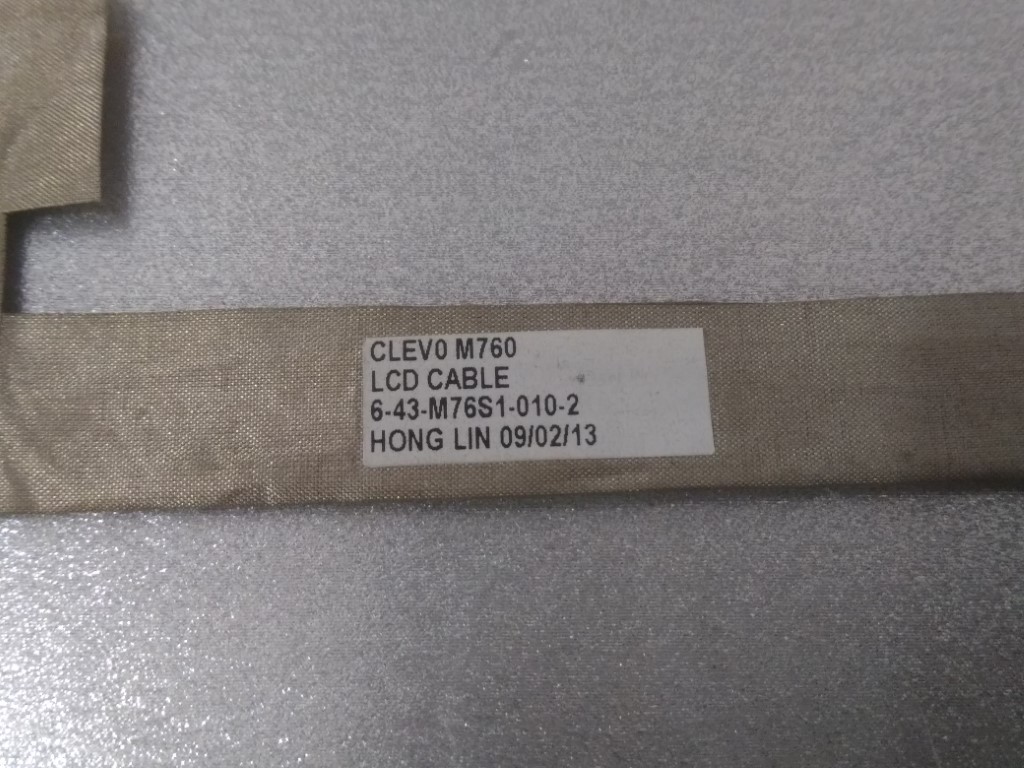 CLEV0 M760
LCD CABLE
6-43-M76S1-010-2
HONG LIN 09/02/13